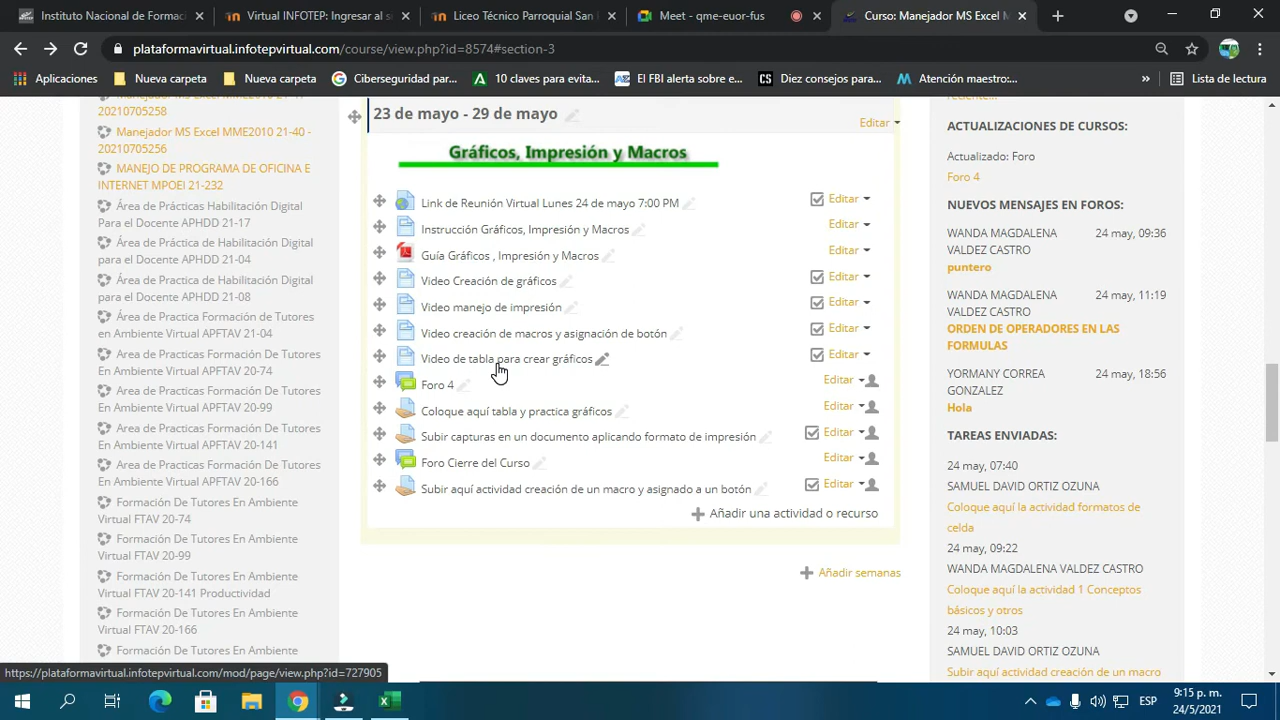 Instituto Nacional de Formaci
Virtual INFOTEP: Ingresar al si
Liceo Técnico Parroquial San
Meet - qme-euor-fus
Curso: Manejador MS Excel M
plataformavirtual.infotepvirtual.com/course/view.php?id=8574#section-3
Aplicaciones
Nueva carpeta
Nueva carpeta
Ciberseguridad par...
10 claves para evita...
El FBI alerta sobre e...
Diez consejos para...
Atención maestro:...
»
Lista de lectura
20210705258
Manejador MS Excel MME2010 21-40 -
20210705256
MANEJO DE PROGRAMA DE OFICINA E
INTERNET MPOEI 21-232
Área de Prácticas Habilitación Digital
Para el Docente APHDD 21-17
Área de Práctica de Habilitación Digital
para el Docente APHDD 21-04
Área de Práctica de Habilitación Digital
para el Docente APHDD 21-08
Área de Práctica Formación de Tutores
en Ambiente Virtual APFTAV 21-04
Area de Practicas Formación De Tutores
En Ambiente Virtual APFTAV 20-74
Area de Practicas Formación De Tutores
En Ambiente Virtual APFTAV 20-99
Area de Practicas Formación De Tutores
En Ambiente Virtual APFTAV 20-141
Area de Practicas Formación De Tutores
En Ambiente Virtual APFTAV 20-166
Formación De Tutores En Ambiente
Virtual FTAV 20-74
Formación De Tutores En Ambiente
Virtual FTAV 20-99
Formación De Tutores En Ambiente
Virtual FTAV 20-141 Productividad
Formación De Tutores En Ambiente
Virtual FTAV 20-166
Formación De Tutores En Ambiente
23 de mayo - 29 de mayo
Editar
Gráficos, Impresión y Macros
Link de Reunión Virtual Lunes 24 de mayo 7:00 PM
Editar
Instrucción Gráficos, Impresión y Macros
Editar
Guía Gráficos , Impresión y Macros
Editar
Video Creación de gráficos
Editar
Video manejo de impresión
Editar
Video creación de macros y asignación de botón
Editar
Video de tabla para crear gráficos
Editar
Foro 4
Editar
Coloque aquí tabla y practica gráficos
Editar
Subir capturas en un documento aplicando formato de impresión
Editar
Foro Cierre del Curso
Editar
Subir aquí actividad creación de un macro y asignado a un botón
Editar
Añadir una actividad o recurso
Añadir semanas
reciente...
ACTUALIZACIONES DE CURSOS:
Actualizado: Foro
Foro 4
NUEVOS MENSAJES EN FOROS:
WANDA MAGDALENA 24 may, 09:36
VALDEZ CASTRO
puntero
WANDA MAGDALENA 24 may, 11:19
VALDEZ CASTRO
ORDEN DE OPERADORES EN LAS
FORMULAS
YORMANY CORREA 24 may, 18:56
GONZALEZ
Hola
TAREAS ENVIADAS:
24 may, 07:40
SAMUEL DAVID ORTIZ OZUNA
Coloque aquí la actividad formatos de
celda
24 may, 09:22
WANDA MAGDALENA VALDEZ CASTRO
Coloque aquí la actividad 1 Conceptos
básicos y otros
24 may, 10:03
SAMUEL DAVID ORTIZ OZUNA
Subir aquí actividad creación de un macro
https://plataformavirtual.infotepvirtual.com/mod/page/view.php?id=727905
ESP
9:15 p. m.
24/5/2021